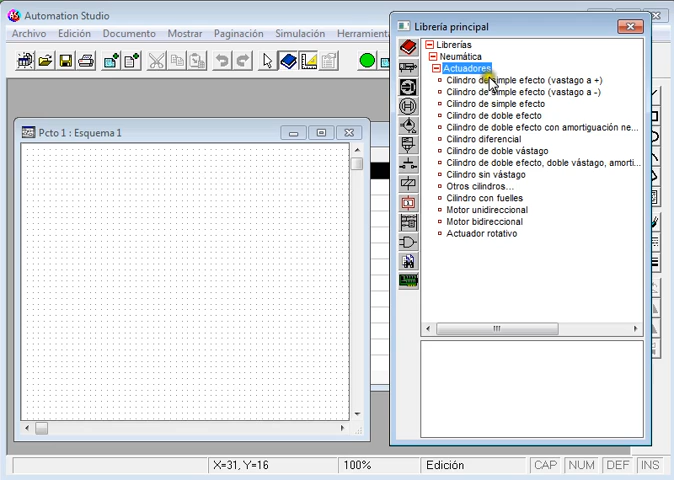 Automation Studio
Archivo Edición Documento Mostrar Paginación Simulación
Pcto 1 : Esquema 1
Librería principal
Librerías
Neumática
Actuadores
Cilindro de simple efecto (vastago a +)
Cilindro de simple efecto (vastago a -)
Cilindro de simple efecto
Cilindro de doble efecto
Cilindro de doble efecto con amortiguación ne...
Cilindro diferencial
Cilindro de doble vástago
Cilindro de doble efecto, doble vástago, amorti...
Cilindro sin vástago
Otros cilindros...
Cilindro con fuelles
Motor unidireccional
Motor bidireccional
Actuador rotativo
X=31, Y=16 100% Edición CAP NUM DEF INS